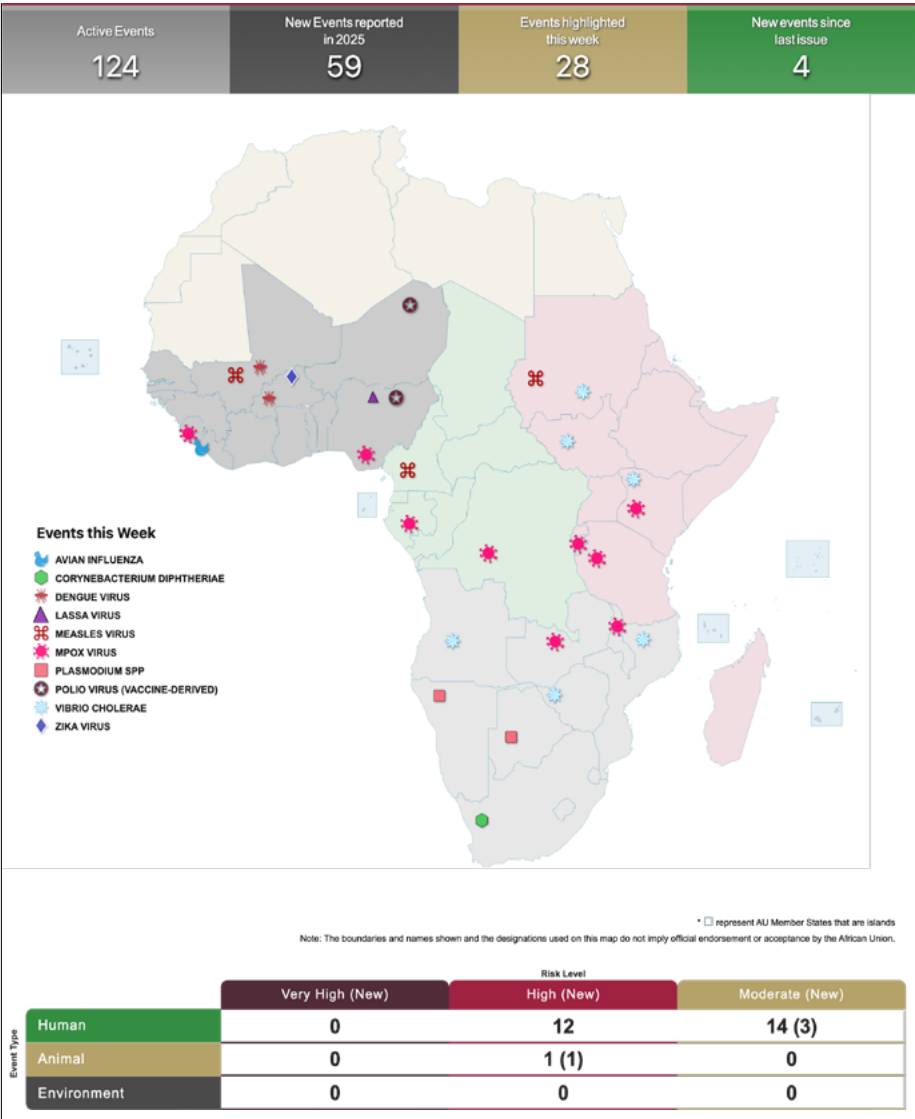 Active Events
124
New Events reported
in 2025
59
Events highlighted
this week
28
New events since
last issue
4
Events this Week
AVIAN INFLUENZA
CORYNEBACTERIUM DIPHTHERIAE
DENGUE VIRUS
LASSA VIRUS
MEASLES VIRUS
MPOX VIRUS
PLASMODIUM SPP
POLIO VIRUS (VACCINE-DERIVED)
VIBRIO CHOLERAE
ZIKA VIRUS
* represent AU Member States that are islands
Note: The boundaries and names shown and the designations used on this map do not imply official endorsement or acceptance by the African Union.
Risk Level
Very High (New) High (New) Moderate (New)
Event Type
Human 0 12 14 (3)
Animal 0 1 (1) 0
Environment 0 0 0